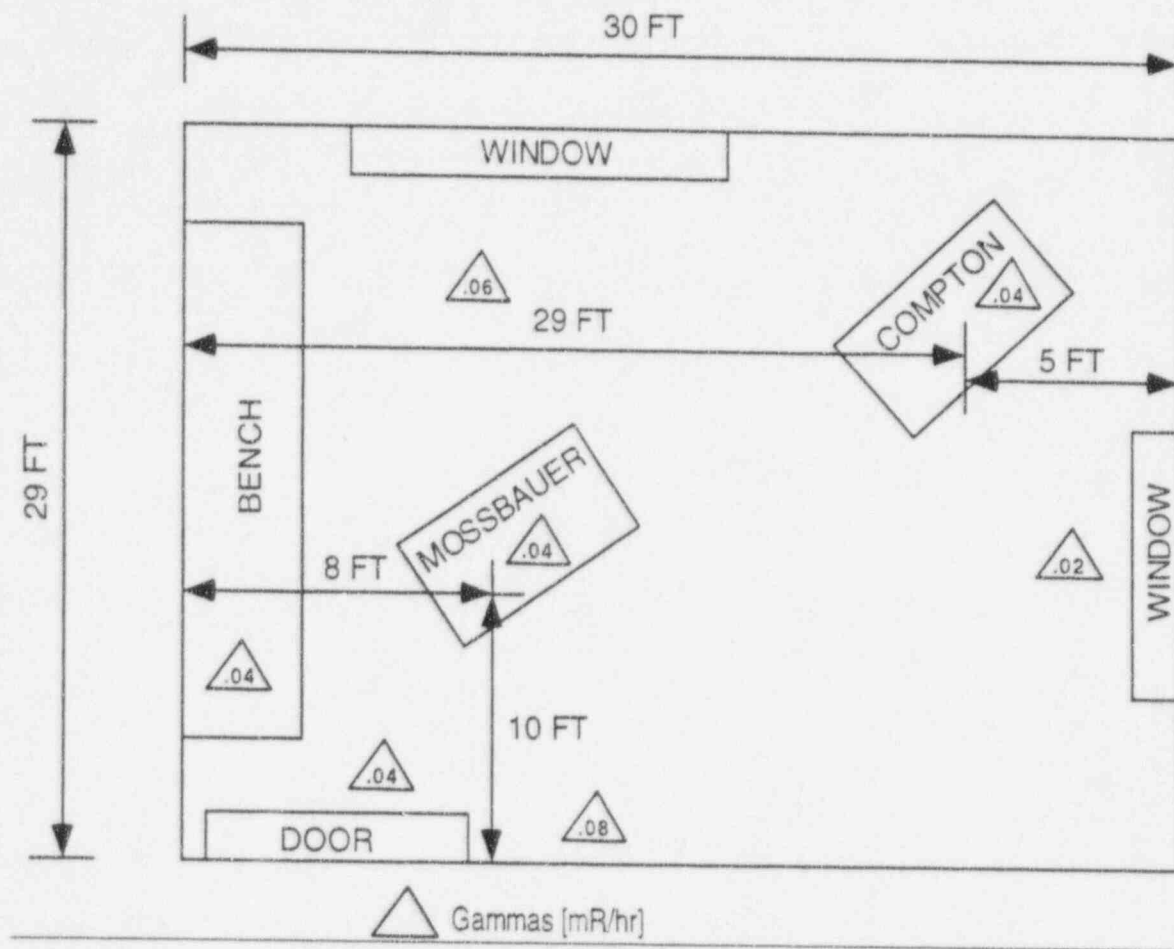 30 FT
WINDOW
COMPTON
.04
.06
29 FT
5 FT
29 FT
BENCH
MOSSBAUER
.04
8 FT
.02
WINDOW
.04
10 FT
.04
.08
DOOR
Gammas [mR/hr]